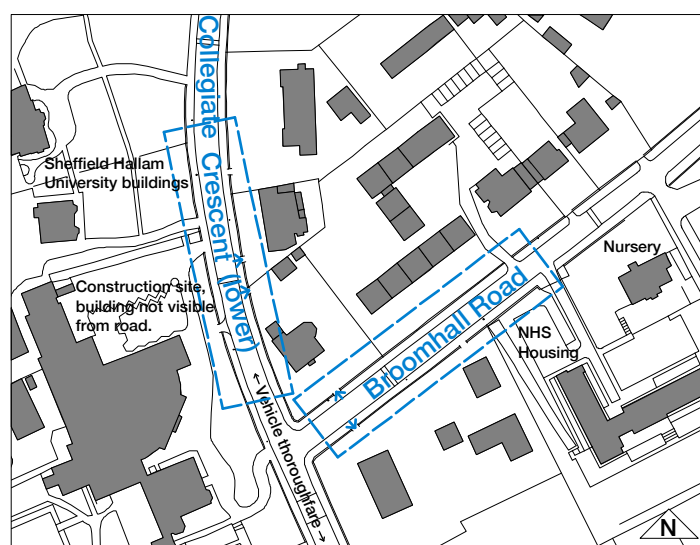 Collegiate Crescent (lower)
Sheffield Hallam
University buildings
Construction site,
building not visible
from road.
Nursery
Broomhall Road
NHS
Housing
← Vehicle thoroughfare →
N